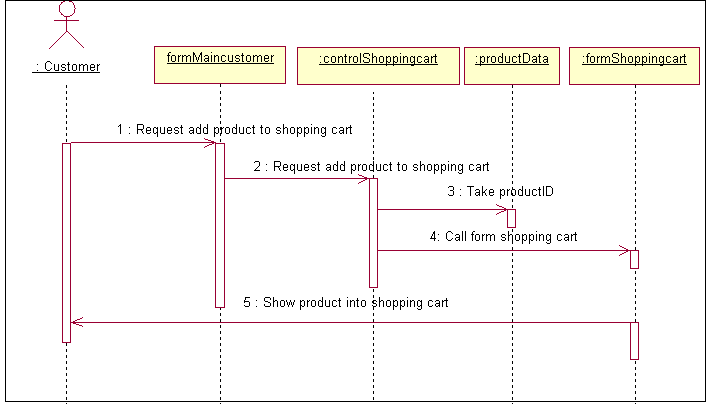 : Customer
formMaincustomer
:controlShoppingcart
:productData
:formShoppingcart
1 : Request add product to shopping cart
2 : Request add product to shopping cart
3 : Take productID
4: Call form shopping cart
5 : Show product into shopping cart